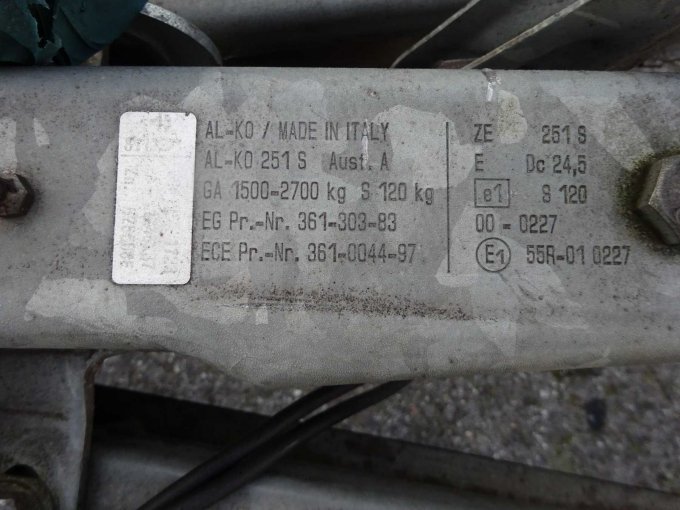 AL-KO / MADE IN ITALY
AL-KO 251 S Ausf. A
GA 1500-2700 kg S 120 kg
EG Pr.-Nr. 361-303-83
ECE Pr.-Nr. 361-0044-97
ZE 251 S
E Dc 24,5
e1 S 120
00 - 0227
E1 55R-01 0227